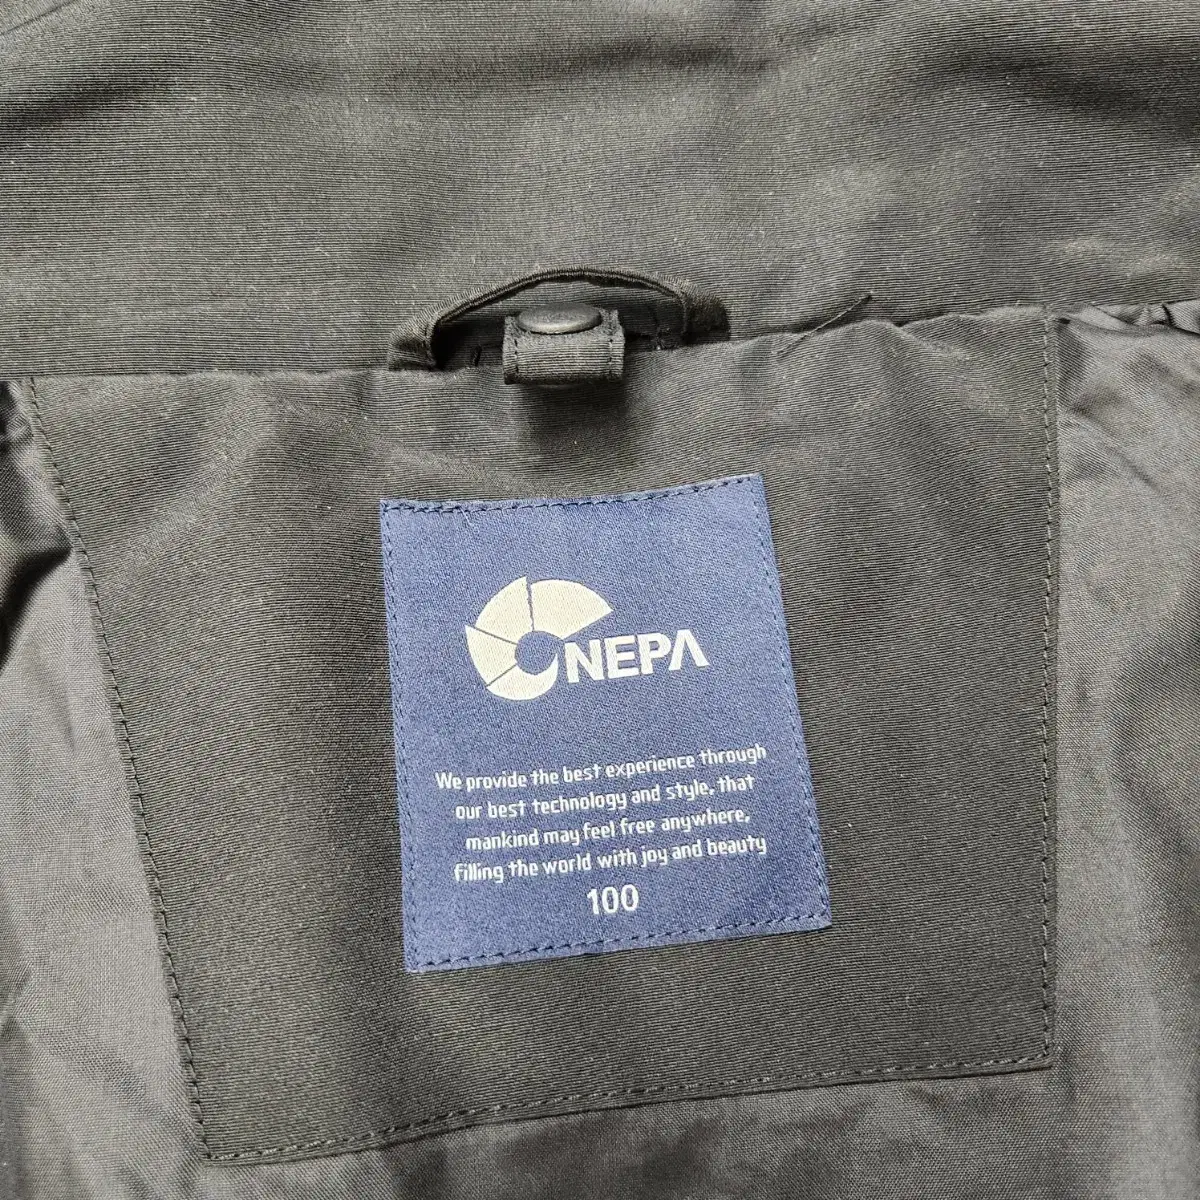 NEPA
We provide the best experience through
our best technology and style, that
mankind may feel free anywhere,
filling the world with joy and beauty
100